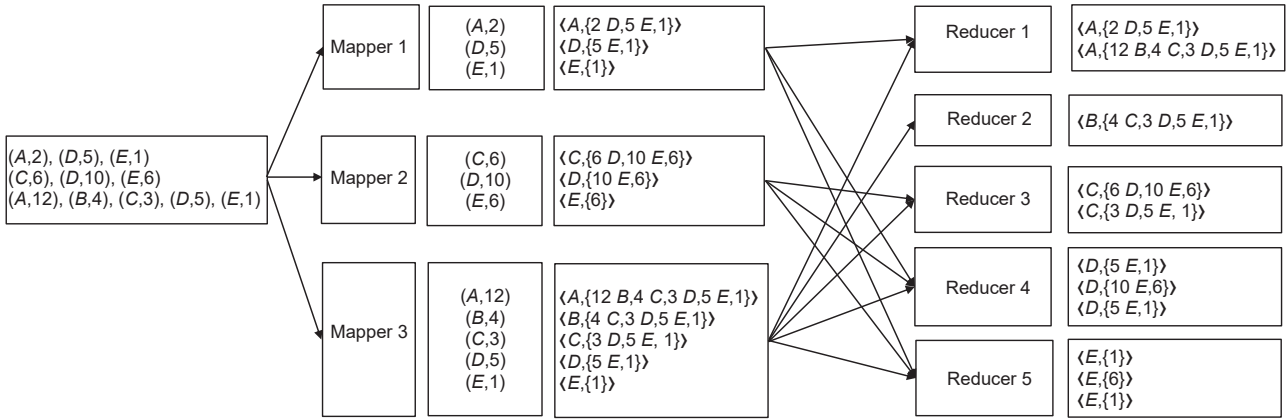 (A,2), (D,5), (E,1)
(C,6), (D,10), (E,6)
(A,12), (B,4), (C,3), (D,5), (E,1)
Mapper 1
(A,2)
(D,5)
(E,1)
⟨A,{2 D,5 E,1}⟩
⟨D,{5 E,1}⟩
⟨E,{1}⟩
Mapper 2
(C,6)
(D,10)
(E,6)
⟨C,{6 D,10 E,6}⟩
⟨D,{10 E,6}⟩
⟨E,{6}⟩
Mapper 3
(A,12)
(B,4)
(C,3)
(D,5)
(E,1)
⟨A,{12 B,4 C,3 D,5 E,1}⟩
⟨B,{4 C,3 D,5 E,1}⟩
⟨C,{3 D,5 E, 1}⟩
⟨D,{5 E,1}⟩
⟨E,{1}⟩
Reducer 1
⟨A,{2 D,5 E,1}⟩
⟨A,{12 B,4 C,3 D,5 E,1}⟩
Reducer 2
⟨B,{4 C,3 D,5 E,1}⟩
Reducer 3
⟨C,{6 D,10 E,6}⟩
⟨C,{3 D,5 E, 1}⟩
Reducer 4
⟨D,{5 E,1}⟩
⟨D,{10 E,6}⟩
⟨D,{5 E,1}⟩
Reducer 5
⟨E,{1}⟩
⟨E,{6}⟩
⟨E,{1}⟩